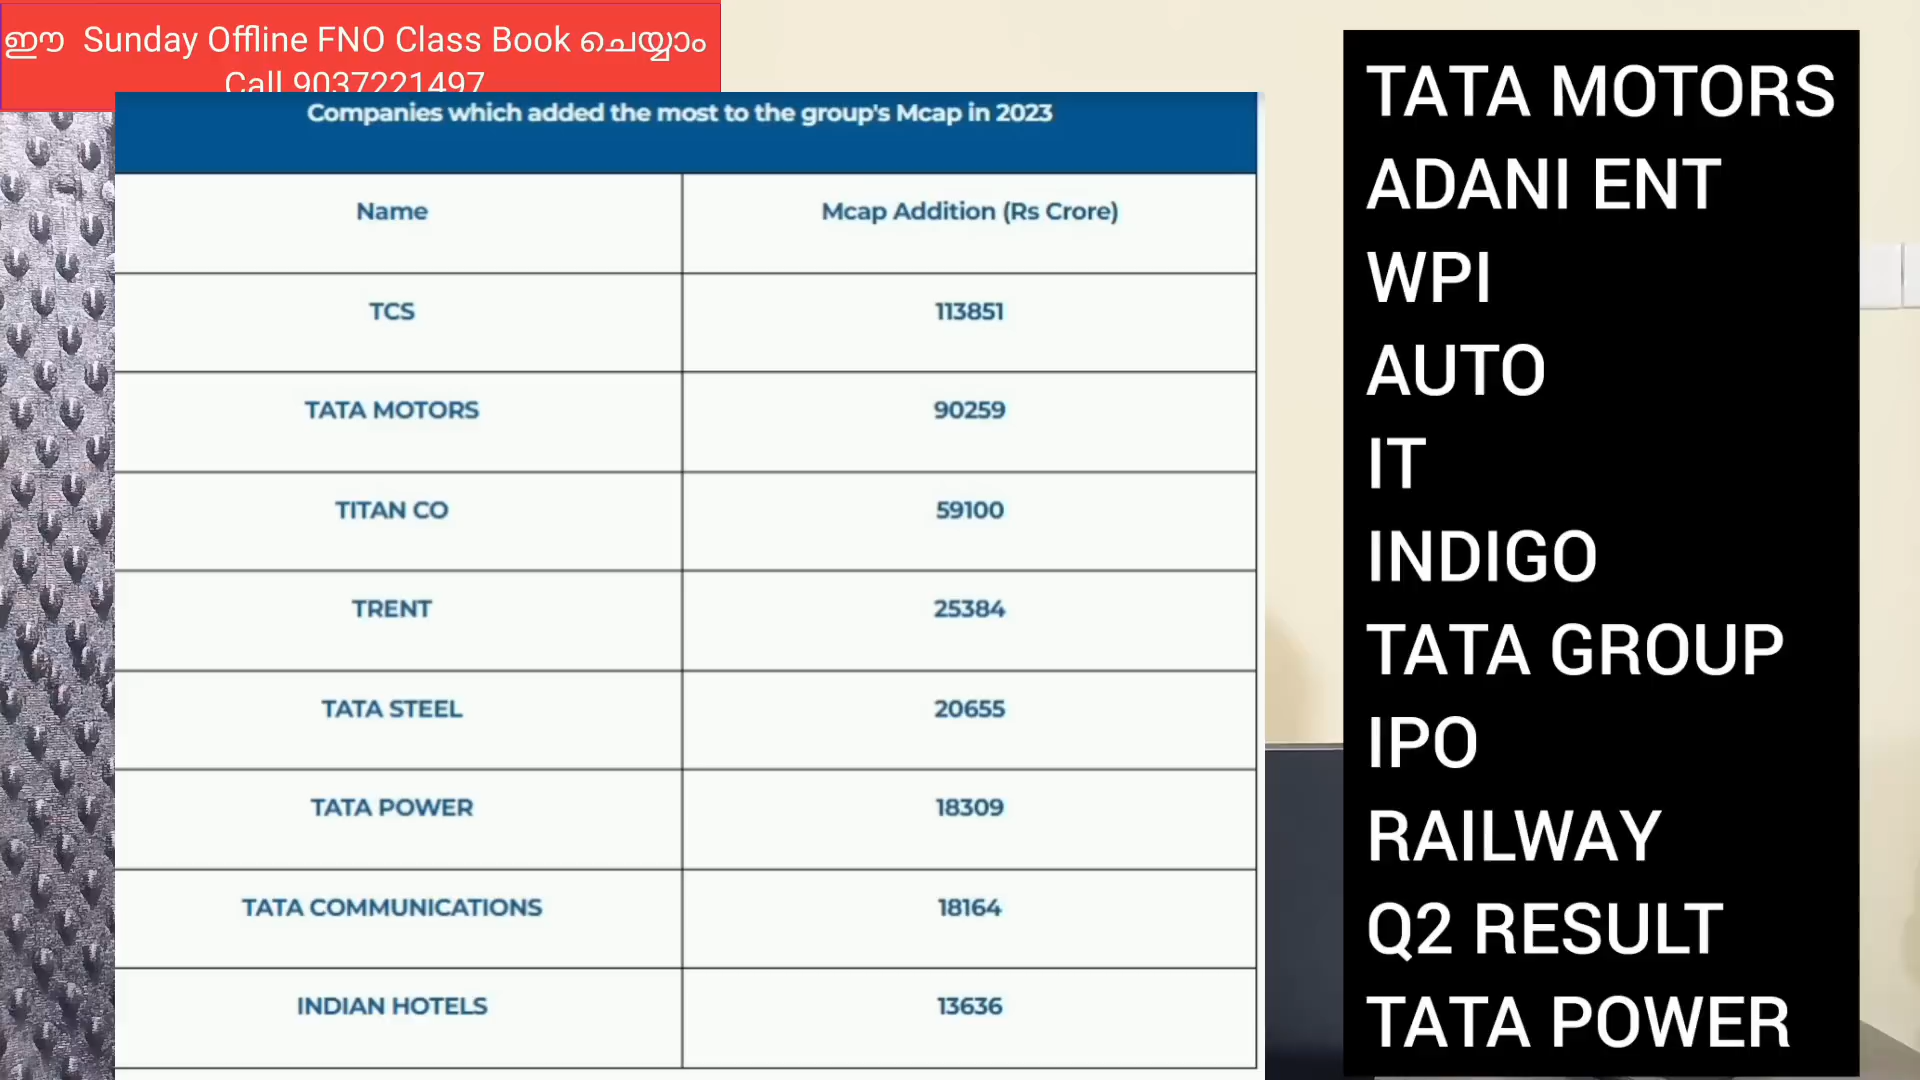 ഈ Sunday Offline FNO Class Book ചെയ്യാം
Call 9037221497
Companies which added the most to the group's Mcap in 2023
Name Mcap Addition (Rs Crore)
TCS 113851
TATA MOTORS 90259
TITAN CO 59100
TRENT 25384
TATA STEEL 20655
TATA POWER 18309
TATA COMMUNICATIONS 18164
INDIAN HOTELS 13636
TATA MOTORS
ADANI ENT
WPI
AUTO
IT
INDIGO
TATA GROUP
IPO
RAILWAY
Q2 RESULT
TATA POWER